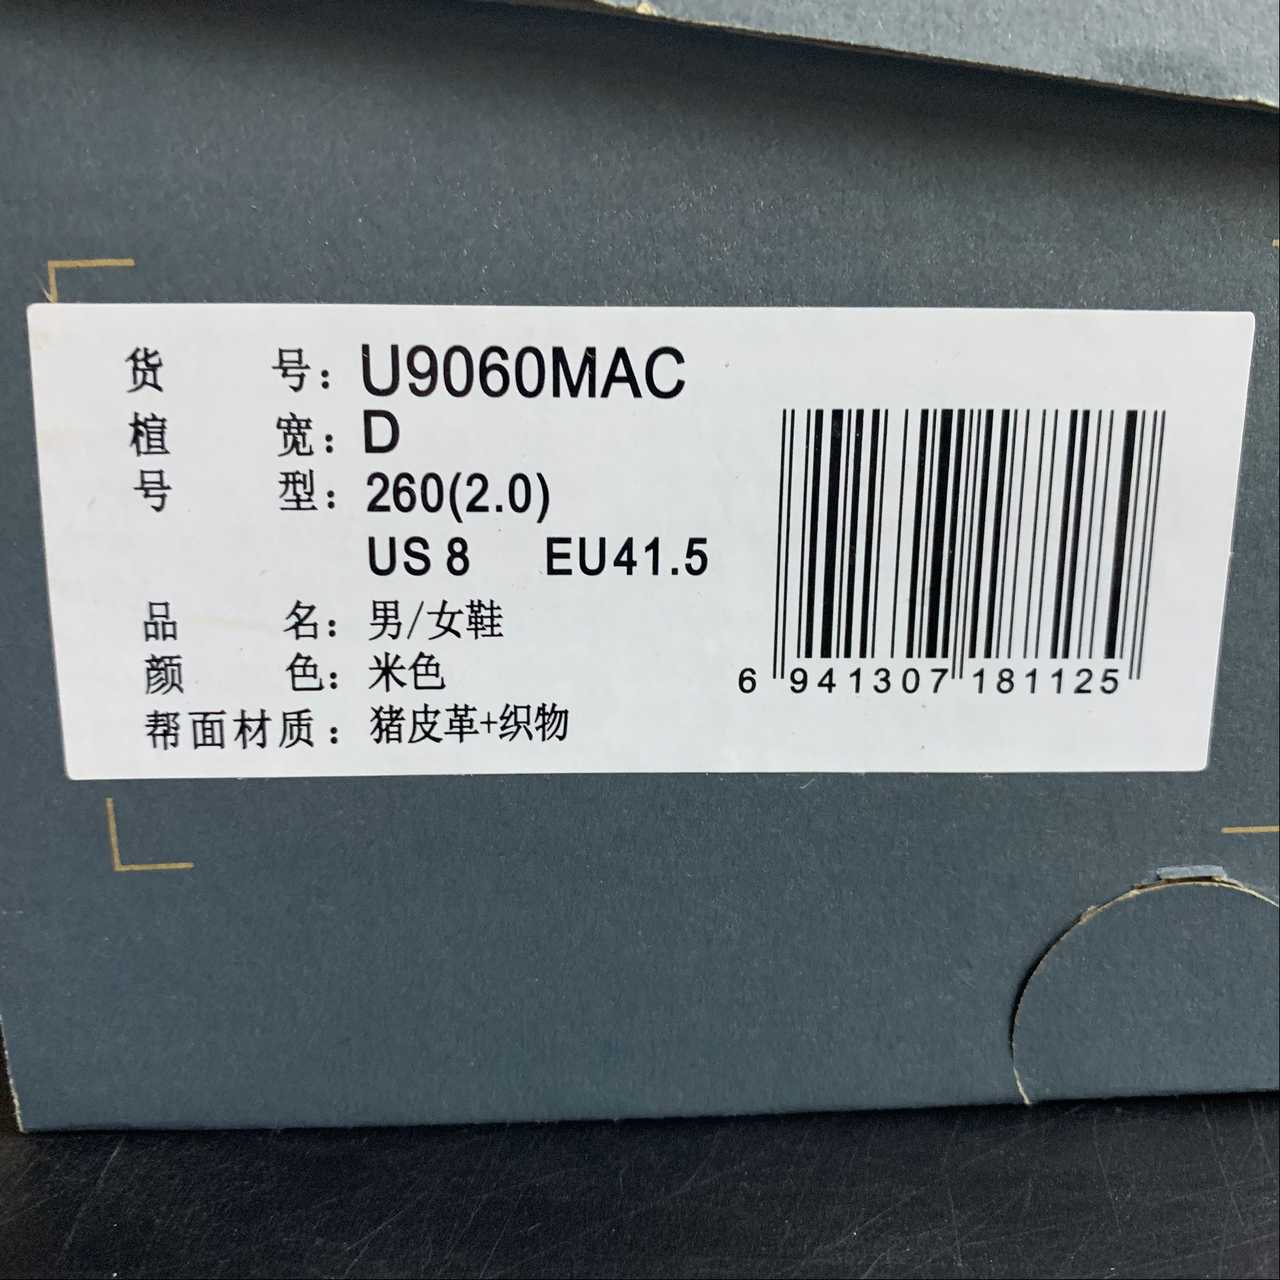 货 号：U9060MAC
楦 宽：D
号 型：260(2.0)
US 8 EU41.5
品 名：男/女鞋
颜 色：米色
帮面材质：猪皮革+织物
6 941307 181125